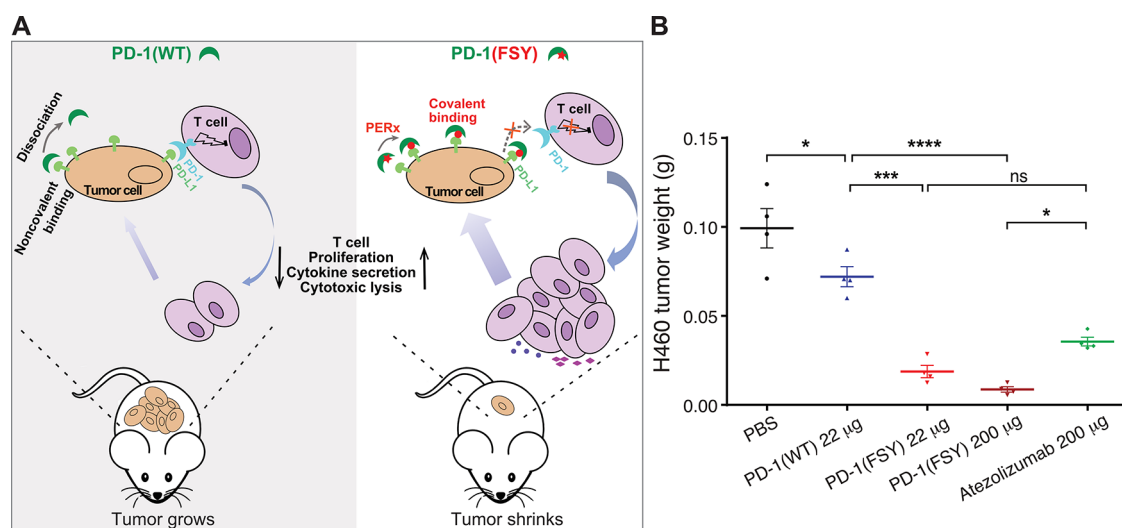 A
PD-1(WT)
Dissociation
T cell
PD-1
PD-L1
Tumor cell
Noncovalent
binding
PD-1(FSY)
Covalent
binding
PERx
T cell
PD-1
PD-L1
Tumor cell
T cell
Proliferation
Cytokine secretion
Cytotoxic lysis
Tumor grows
Tumor shrinks
B
H460 tumor weight (g)
0.15
0.10
0.05
0.00
*
****
***
ns
*
PBS
PD-1(WT) 22 μg
PD-1(FSY) 22 μg
PD-1(FSY) 200 μg
Atezolizumab 200 μg